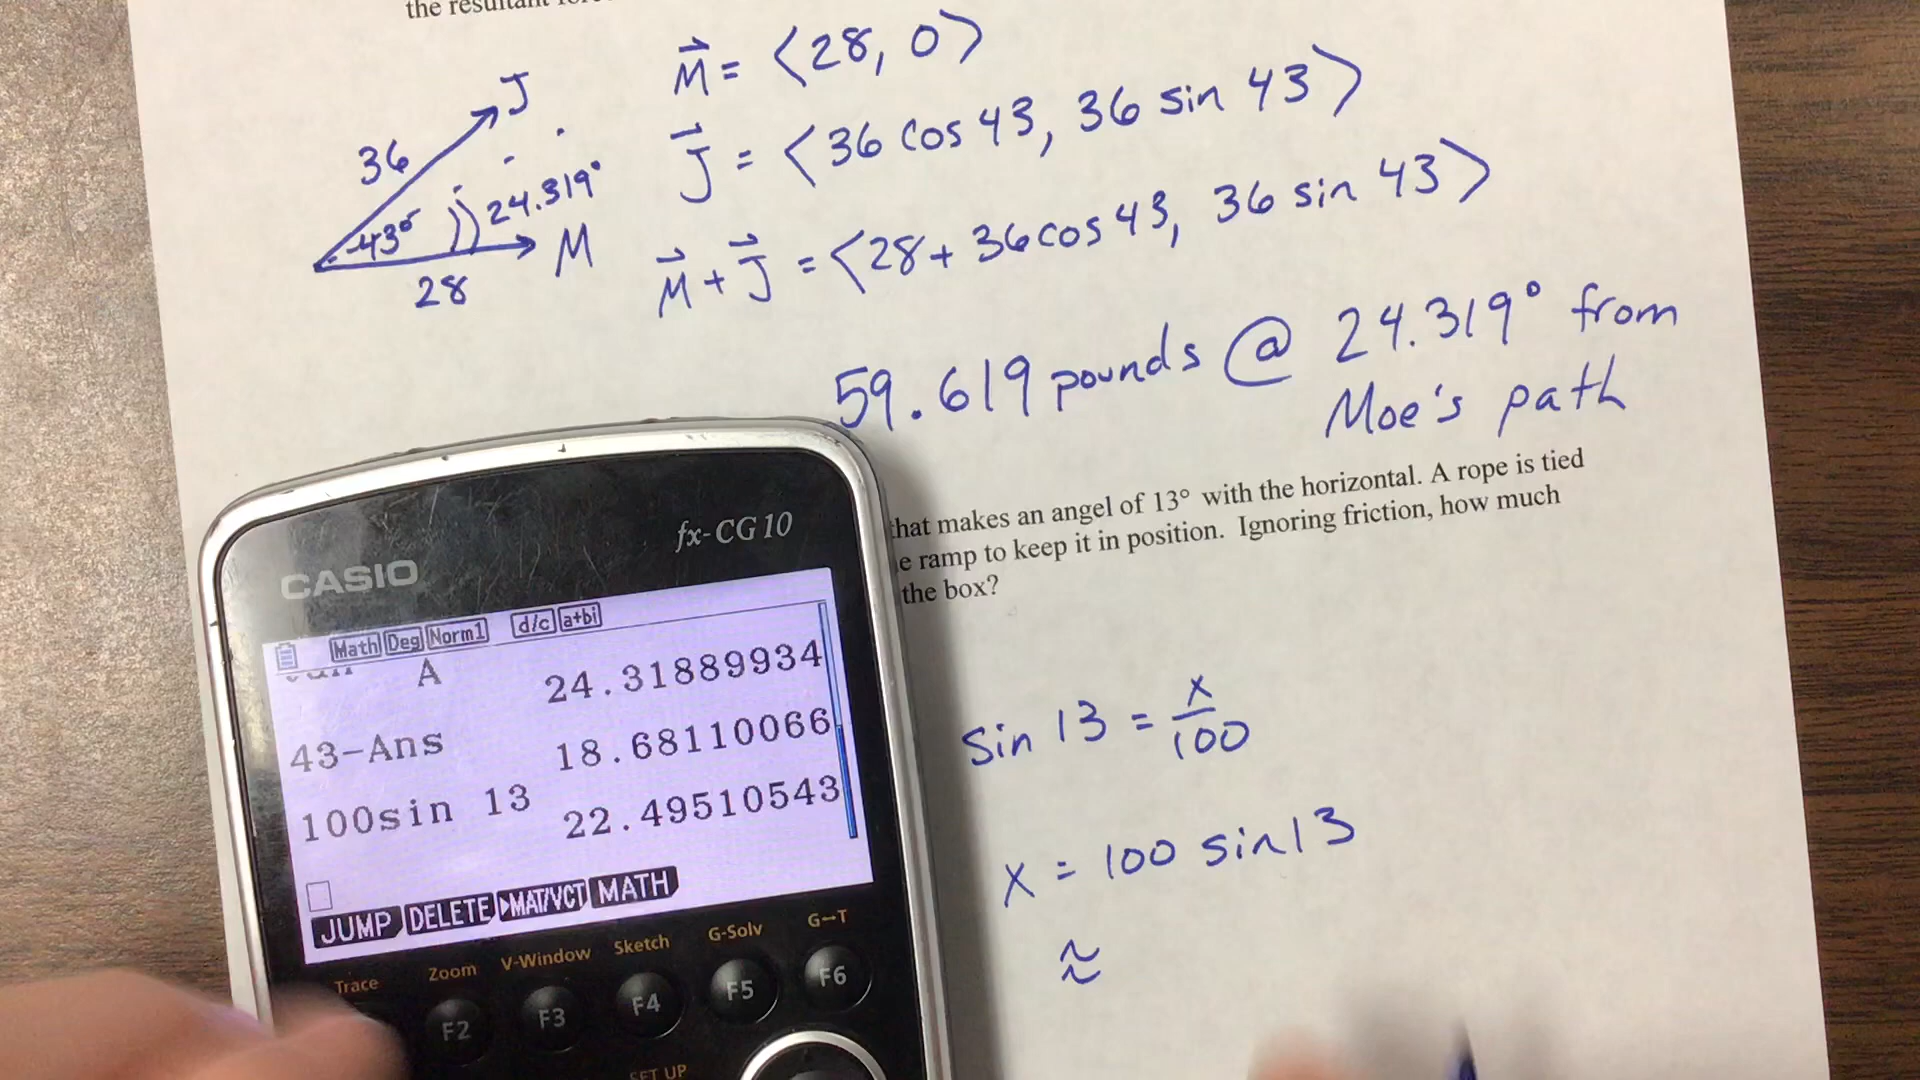 the resultant
M = ⟨28, 0⟩
J = ⟨36 cos 43, 36 sin 43⟩
M + J = ⟨28 + 36 cos 43, 36 sin 43⟩
J
36
43°
24.319°
M
28
59.619 pounds @ 24.319° from
Moe's path
that makes an angel of 13° with the horizontal. A rope is tied
ramp to keep it in position. Ignoring friction, how much
the box?
sin 13 = x/100
x = 100 sin 13
≈
CASIO
fx-CG10
Math Deg Norm1 d/c a+bi
A
24.31889934
43-Ans
18.68110066
100sin 13
22.49510543
JUMP DELETE ▶MAT/VCT MATH
Trace Zoom V-Window Sketch G-Solv G↔T
F2 F3 F4 F5 F6
SET UP